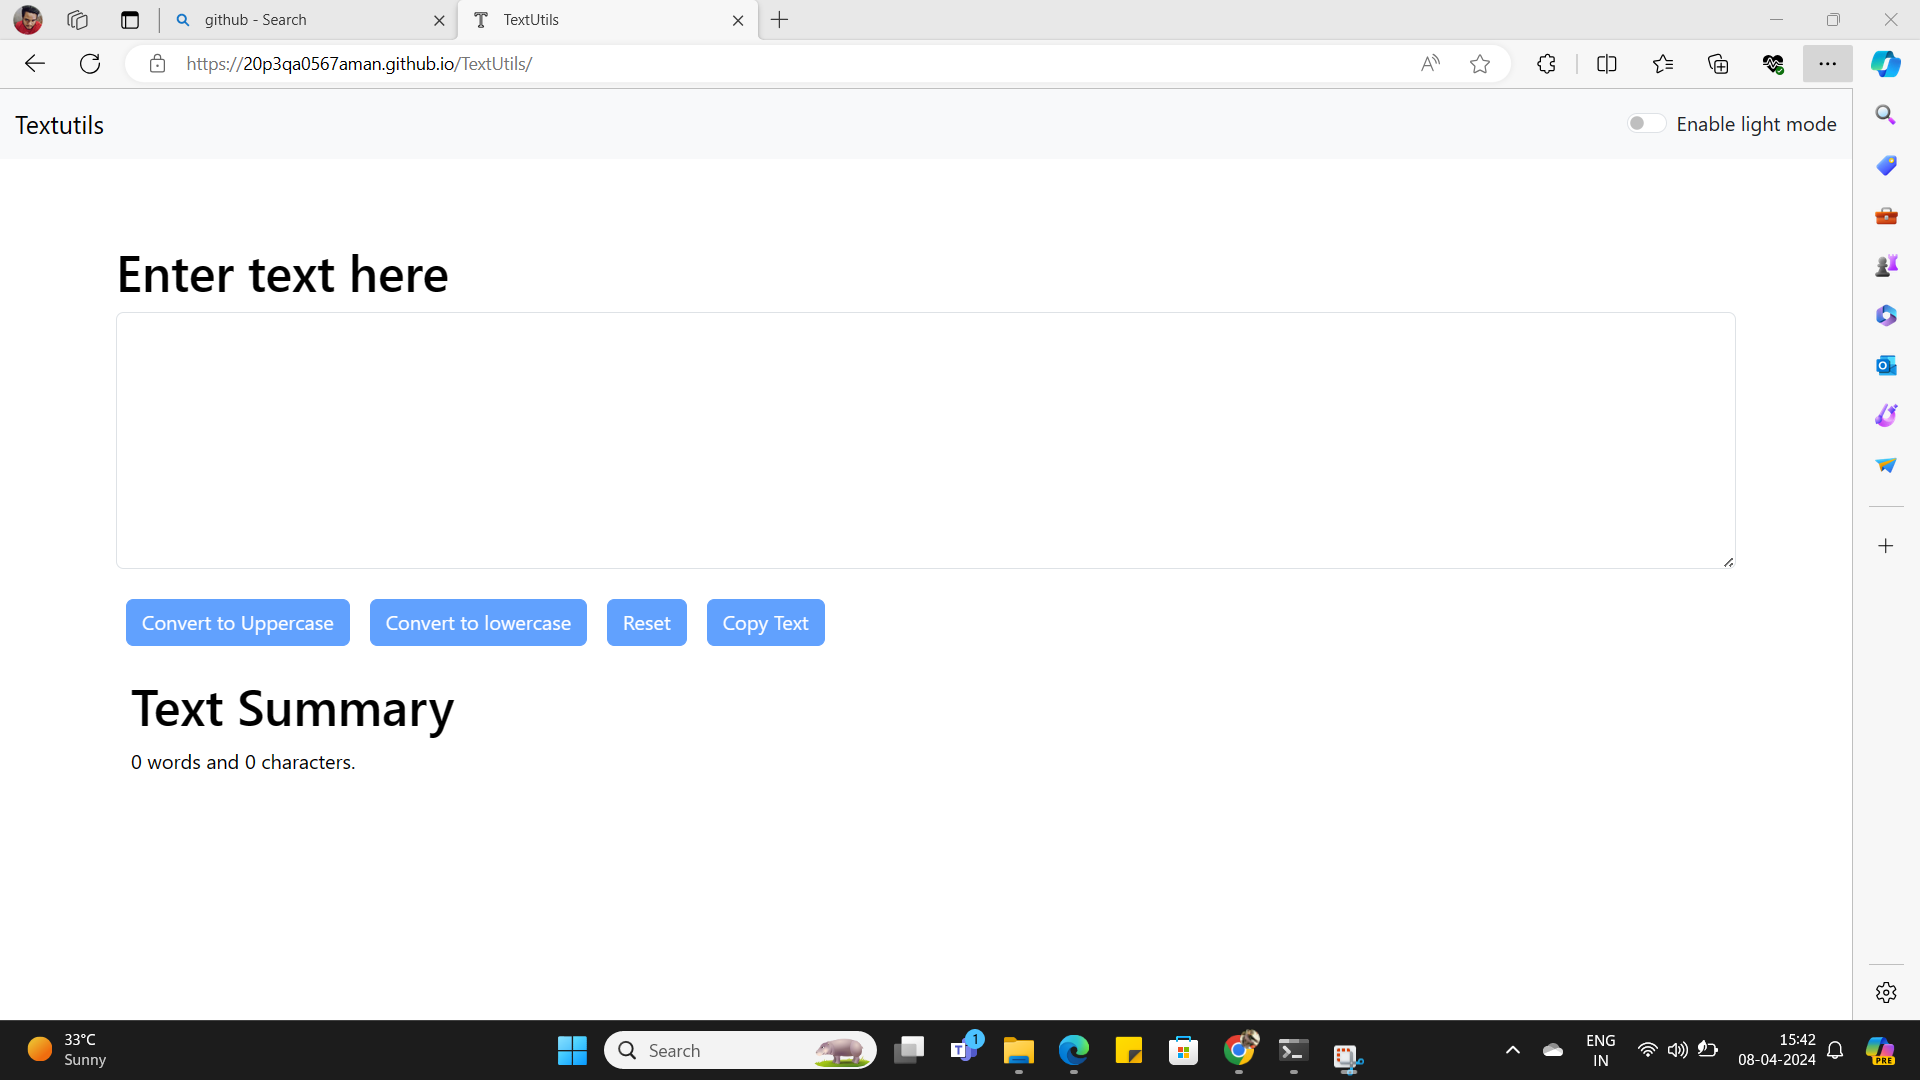 github - Search
TextUtils
https://20p3qa0567aman.github.io/TextUtils/
Textutils
Enable light mode
Enter text here
Convert to Uppercase
Convert to lowercase
Reset
Copy Text
Text Summary
0 words and 0 characters.
33°C
Sunny
Search
1
ENG
IN
15:42
08-04-2024
PRE